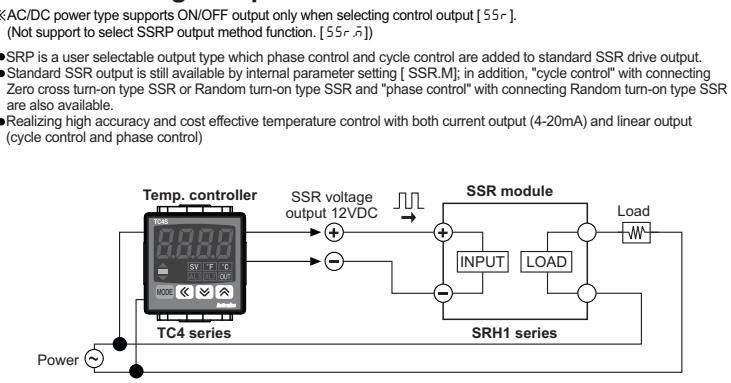 ※AC/DC power type supports ON/OFF output only when selecting control output [ SSr ].
(Not support to select SSRP output method function. [ SSr.M ])
●SRP is a user selectable output type which phase control and cycle control are added to standard SSR drive output.
●Standard SSR output is still available by internal parameter setting [ SSR.M]; in addition, "cycle control" with connecting
Zero cross turn-on type SSR or Random turn-on type SSR and "phase control" with connecting Random turn-on type SSR
are also available.
●Realizing high accuracy and cost effective temperature control with both current output (4-20mA) and linear output
(cycle control and phase control)
Temp. controller
SSR voltage
output 12VDC
SSR module
Load
TC4S
8.8.8.8
SV °F °C
AL1 AL2 OUT
MODE
Autonics
+
−
+
−
INPUT
LOAD
TC4 series
SRH1 series
Power
~